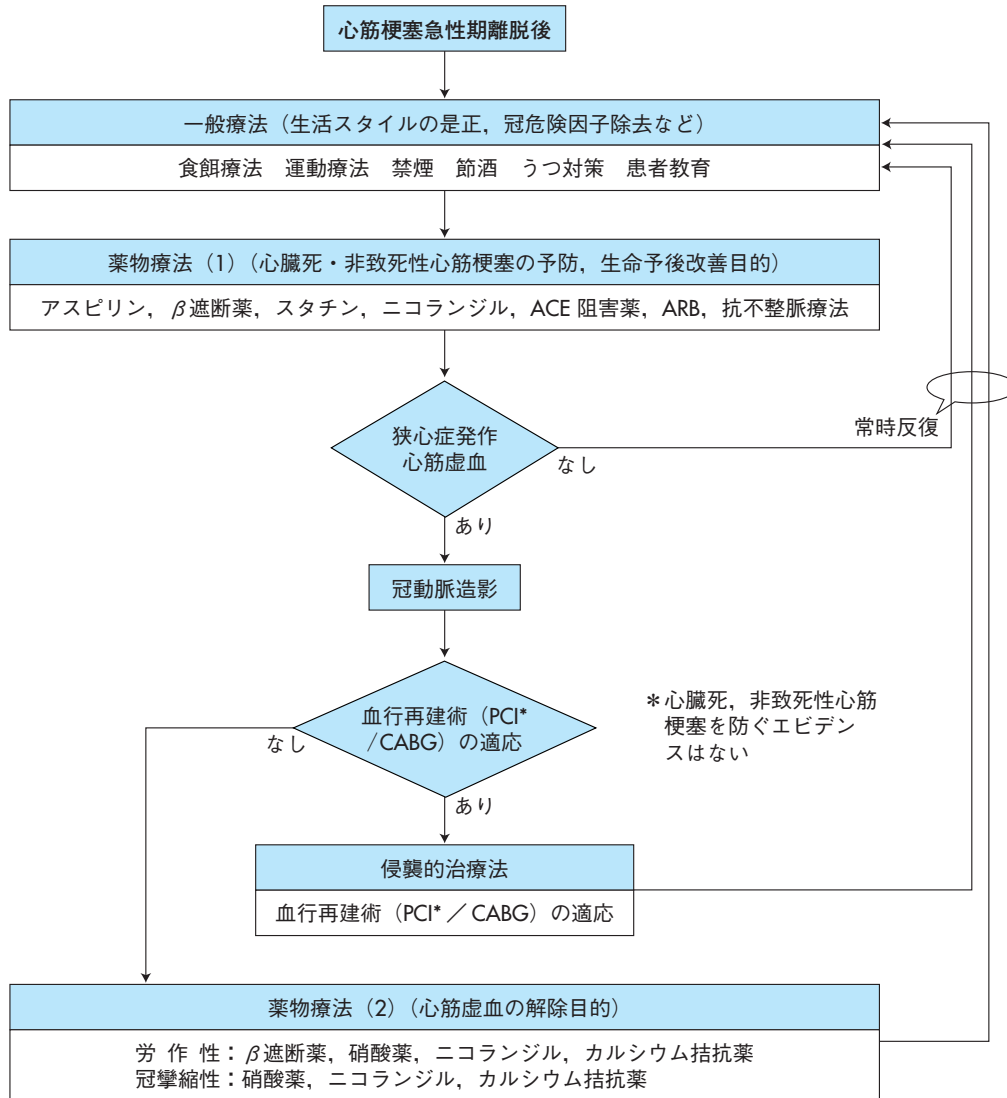 心筋梗塞急性期離脱後
一般療法（生活スタイルの是正，冠危険因子除去など）
食餌療法　運動療法　禁煙　節酒　うつ対策　患者教育
薬物療法（1）（心臓死・非致死性心筋梗塞の予防，生命予後改善目的）
アスピリン，β遮断薬，スタチン，ニコランジル，ACE 阻害薬，ARB，抗不整脈療法
狭心症発作
心筋虚血
なし
常時反復
あり
冠動脈造影
血行再建術（PCI*
/CABG）の適応
なし
あり
＊心臓死，非致死性心筋
梗塞を防ぐエビデン
スはない
侵襲的治療法
血行再建術（PCI*／CABG）の適応
薬物療法（2）（心筋虚血の解除目的）
労 作 性：β遮断薬，硝酸薬，ニコランジル，カルシウム拮抗薬
冠攣縮性：硝酸薬，ニコランジル，カルシウム拮抗薬